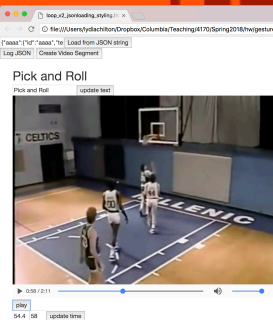 loop_v2_jsonloading_styling.h
file:///Users/lydiachilton/Dropbox/Columbia/Teaching/4170/Spring2018/hw/gesture
{"aaaa":{"id":"aaaa","te Load from JSON string
Log JSON Create Video Segment
Pick and Roll
Pick and Roll update text
CELTICS
LLENIC
44
0:58 / 2:11
play
54.4 58 update time